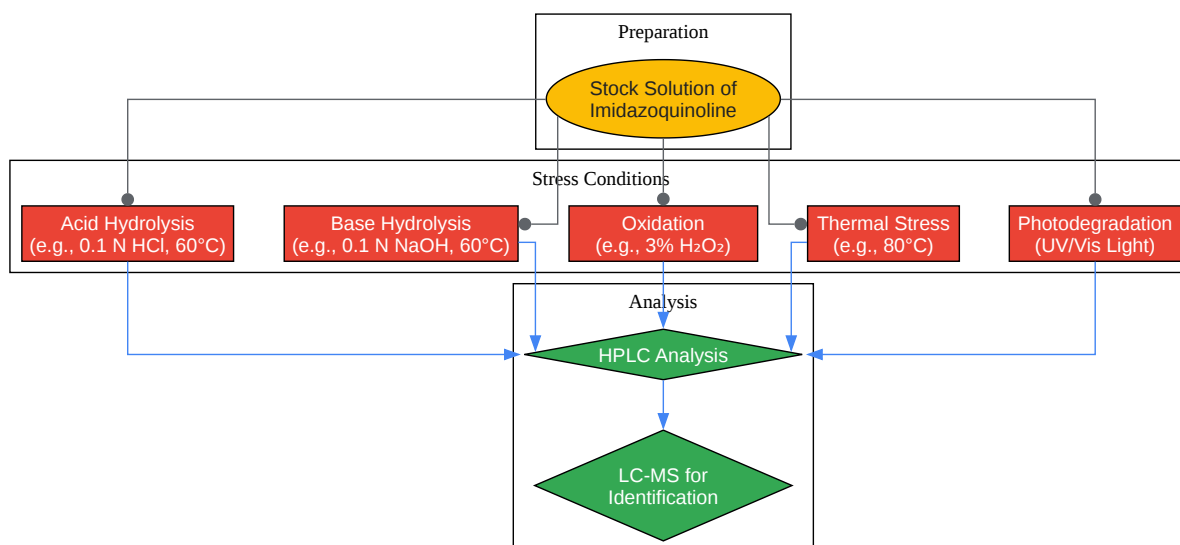 Preparation
Stock Solution of
Imidazoquinoline
Stress Conditions
Acid Hydrolysis
(e.g., 0.1 N HCl, 60°C)
Base Hydrolysis
(e.g., 0.1 N NaOH, 60°C)
Oxidation
(e.g., 3% H₂O₂)
Thermal Stress
(e.g., 80°C)
Photodegradation
(UV/Vis Light)
Analysis
HPLC Analysis
LC-MS for
Identification